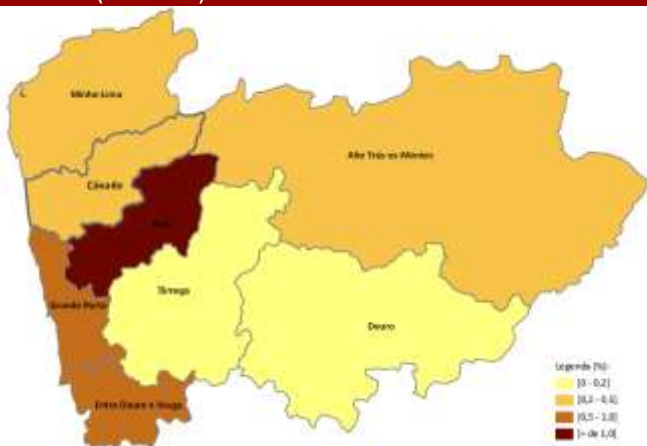 Minho-Lima
Alto Trás-os-Montes
Cávado
Ave
Grande Porto
Tâmega
Douro
Entre Douro e Vouga
Legenda (%):
[0 - 0,2]
]0,2 - 0,5]
]0,5 - 1,0]
[+ de 1,0]